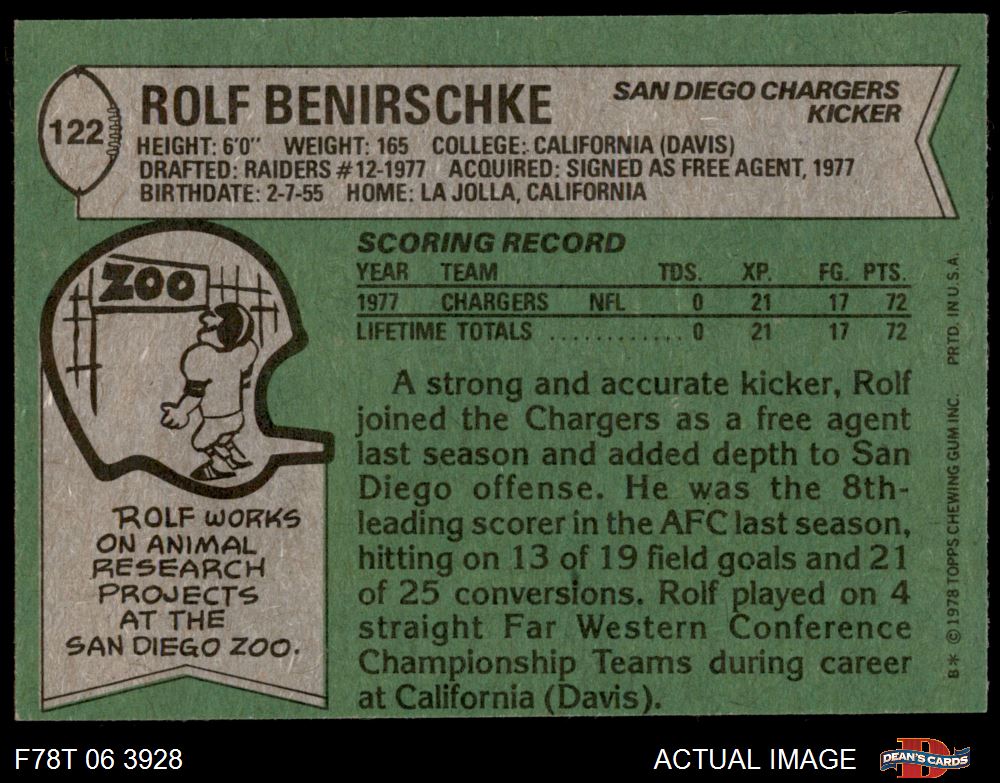 122
ROLF BENIRSCHKE
SAN DIEGO CHARGERS
KICKER
HEIGHT: 6'0" WEIGHT: 165 COLLEGE: CALIFORNIA (DAVIS)
DRAFTED: RAIDERS #12-1977 ACQUIRED: SIGNED AS FREE AGENT, 1977
BIRTHDATE: 2-7-55 HOME: LA JOLLA, CALIFORNIA
ZOO
ROLF WORKS
ON ANIMAL
RESEARCH
PROJECTS
AT THE
SAN DIEGO ZOO.
SCORING RECORD
YEAR TEAM TDS. XP. FG. PTS.
1977 CHARGERS NFL 0 21 17 72
LIFETIME TOTALS ............. 0 21 17 72
A strong and accurate kicker, Rolf
joined the Chargers as a free agent
last season and added depth to San
Diego offense. He was the 8th-
leading scorer in the AFC last season,
hitting on 13 of 19 field goals and 21
of 25 conversions. Rolf played on 4
straight Far Western Conference
Championship Teams during career
at California (Davis).
B* © 1978 TOPPS CHEWING GUM INC. PRTD. IN U.S.A.
F78T 06 3928
ACTUAL IMAGE
D
DEAN'S CARDS